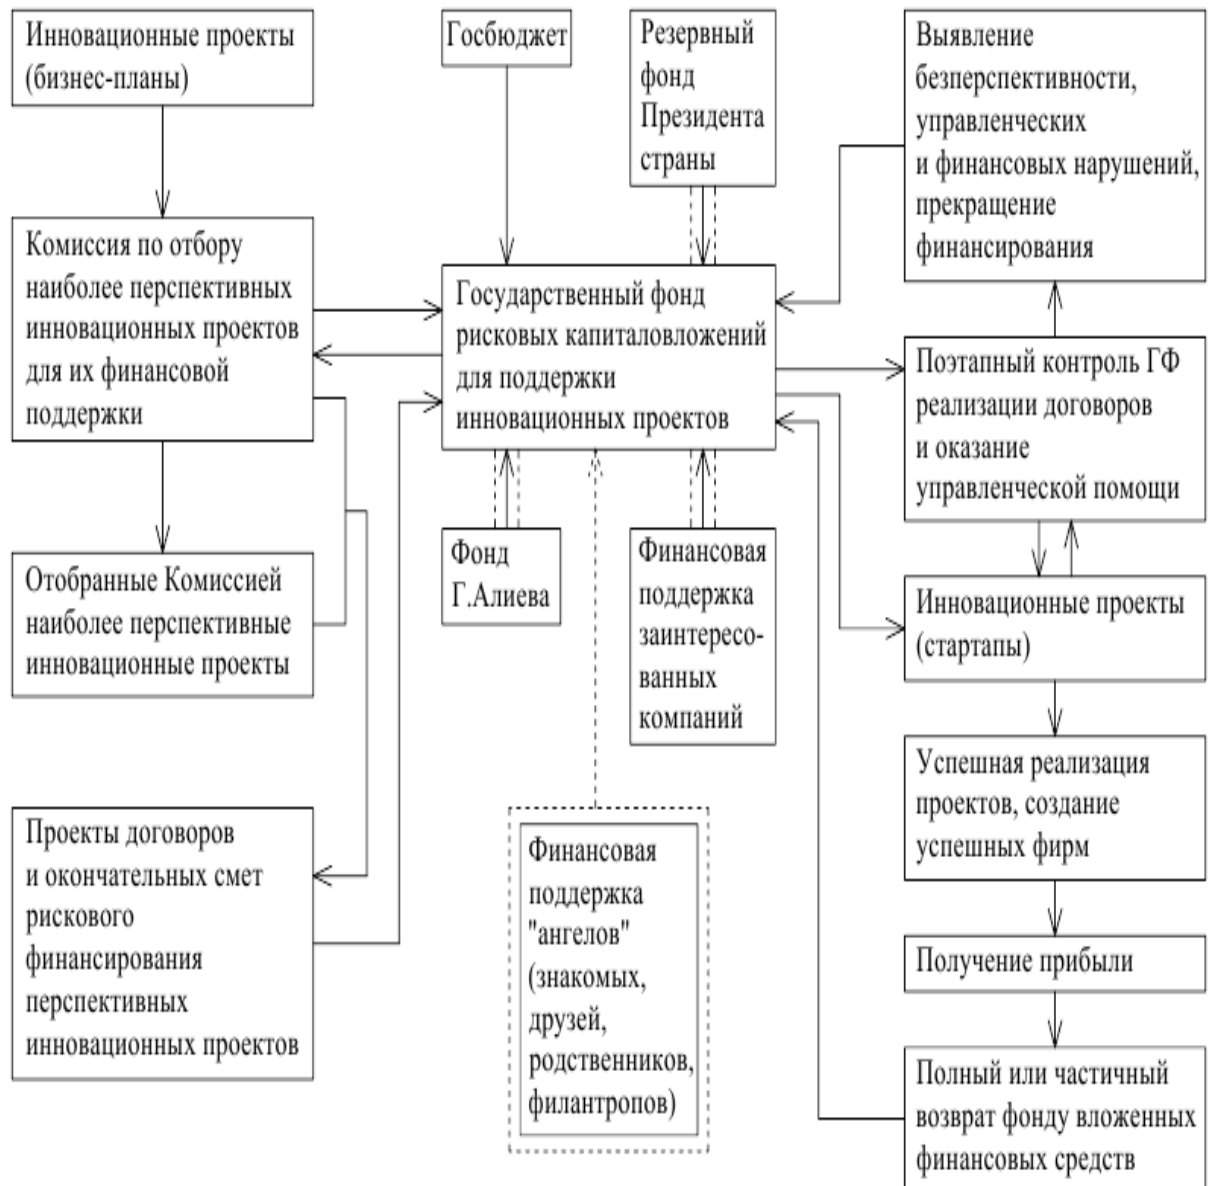 Инновационные проекты
(бизнес-планы)
Госбюджет
Резервный
фонд
Президента
страны
Выявление
безперспективности,
управленческих
и финансовых нарушений,
прекращение
финансирования
Комиссия по отбору
наиболее перспективных
инновационных проектов
для их финансовой
поддержки
Государственный фонд
рисковых капиталовложений
для поддержки
инновационных проектов
Поэтапный контроль ГФ
реализации договоров
и оказание
управленческой помощи
Отобранные Комиссией
наиболее перспективные
инновационные проекты
Фонд
Г.Алиева
Финансовая
поддержка
заинтересо-
ванных
компаний
Инновационные проекты
(стартапы)
Успешная реализация
проектов, создание
успешных фирм
Проекты договоров
и окончательных смет
рискового
финансирования
перспективных
инновационных проектов
Финансовая
поддержка
"ангелов"
(знакомых,
друзей,
родственников,
филантропов)
Получение прибыли
Полный или частичный
возврат фонду вложенных
финансовых средств